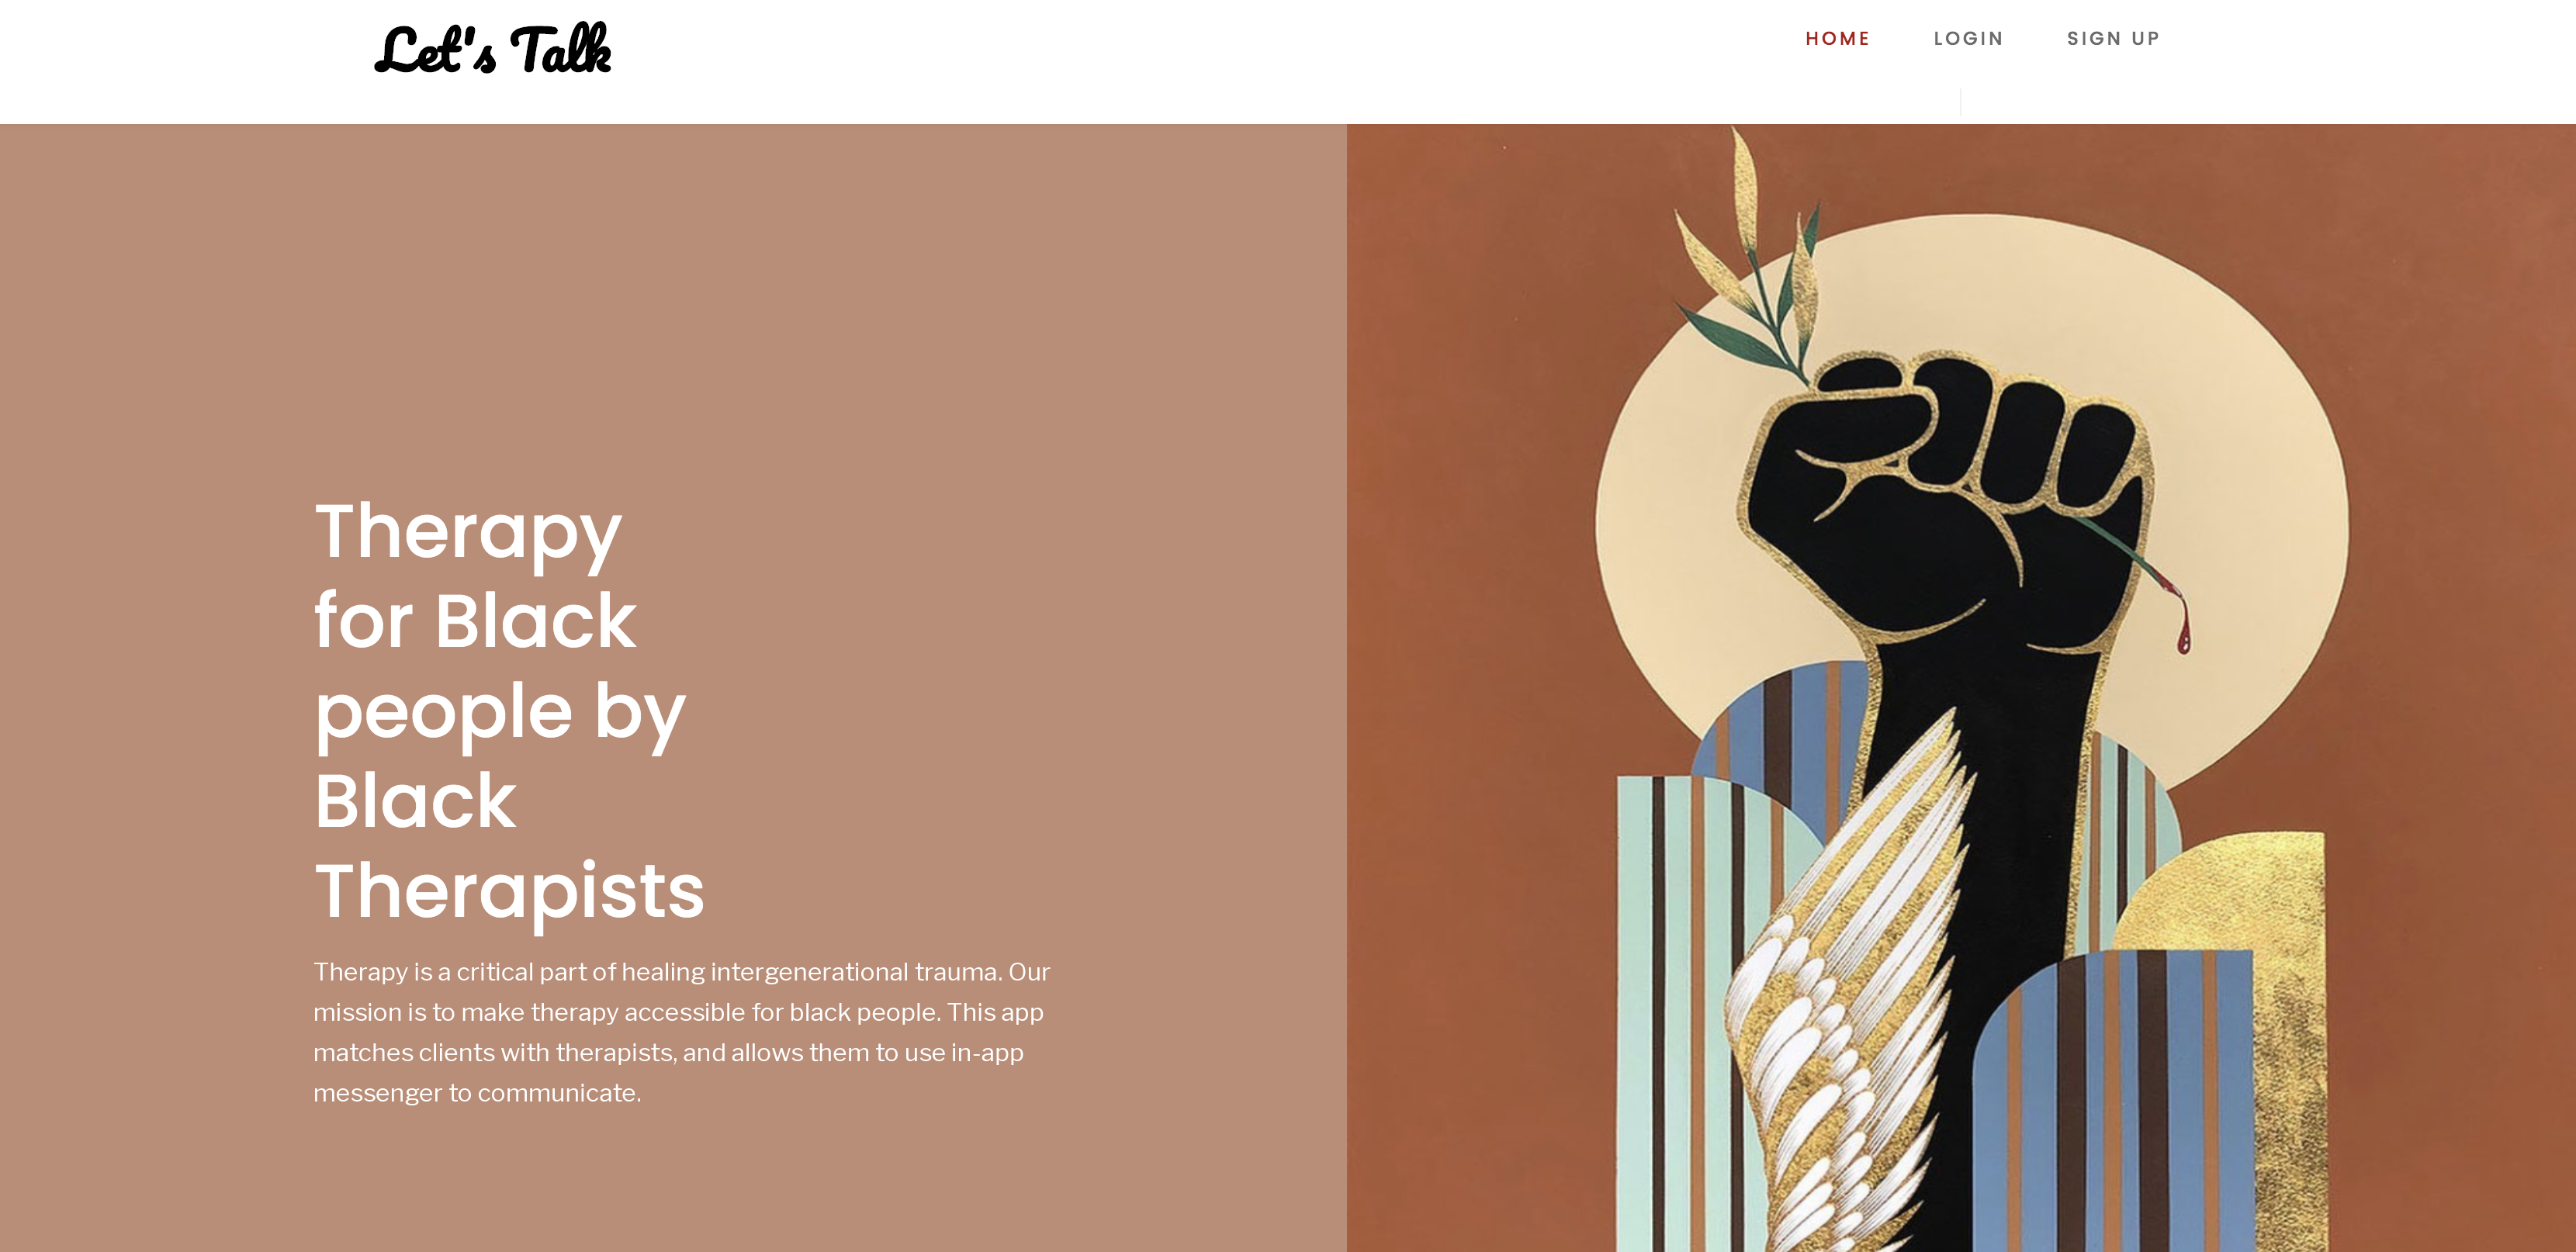 Let's Talk
HOME LOGIN SIGN UP
Therapy
for Black
people by
Black
Therapists
Therapy is a critical part of healing intergenerational trauma. Our
mission is to make therapy accessible for black people. This app
matches clients with therapists, and allows them to use in-app
messenger to communicate.